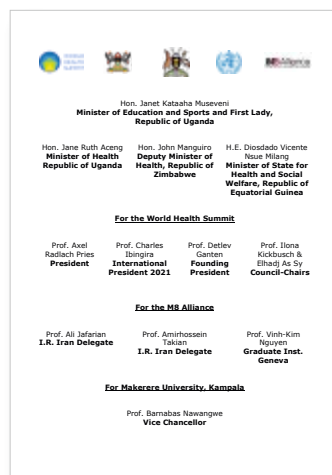 Hon. Janet Kataaha Museveni
Minister of Education and Sports and First Lady,
Republic of Uganda
Hon. Jane Ruth Aceng
Minister of Health
Republic of Uganda
Hon. John Manguiro
Deputy Minister of
Health, Republic of
Zimbabwe
H.E. Diosdado Vicente
Nsue Milang
Minister of State for
Health and Social
Welfare, Republic of
Equatorial Guinea
For the World Health Summit
Prof. Axel
Radlach Pries
President
Prof. Charles
Ibingira
International
President 2021
Prof. Detlev
Ganten
Founding
President
Prof. Ilona
Kickbusch &
Elhadj As Sy
Council-Chairs
For the M8 Alliance
Prof. Ali Jafarian
I.R. Iran Delegate
Prof. Amirhossein
Takian
I.R. Iran Delegate
Prof. Vinh-Kim
Nguyen
Graduate Inst.
Geneva
For Makerere University, Kampala
Prof. Barnabas Nawangwe
Vice Chancellor